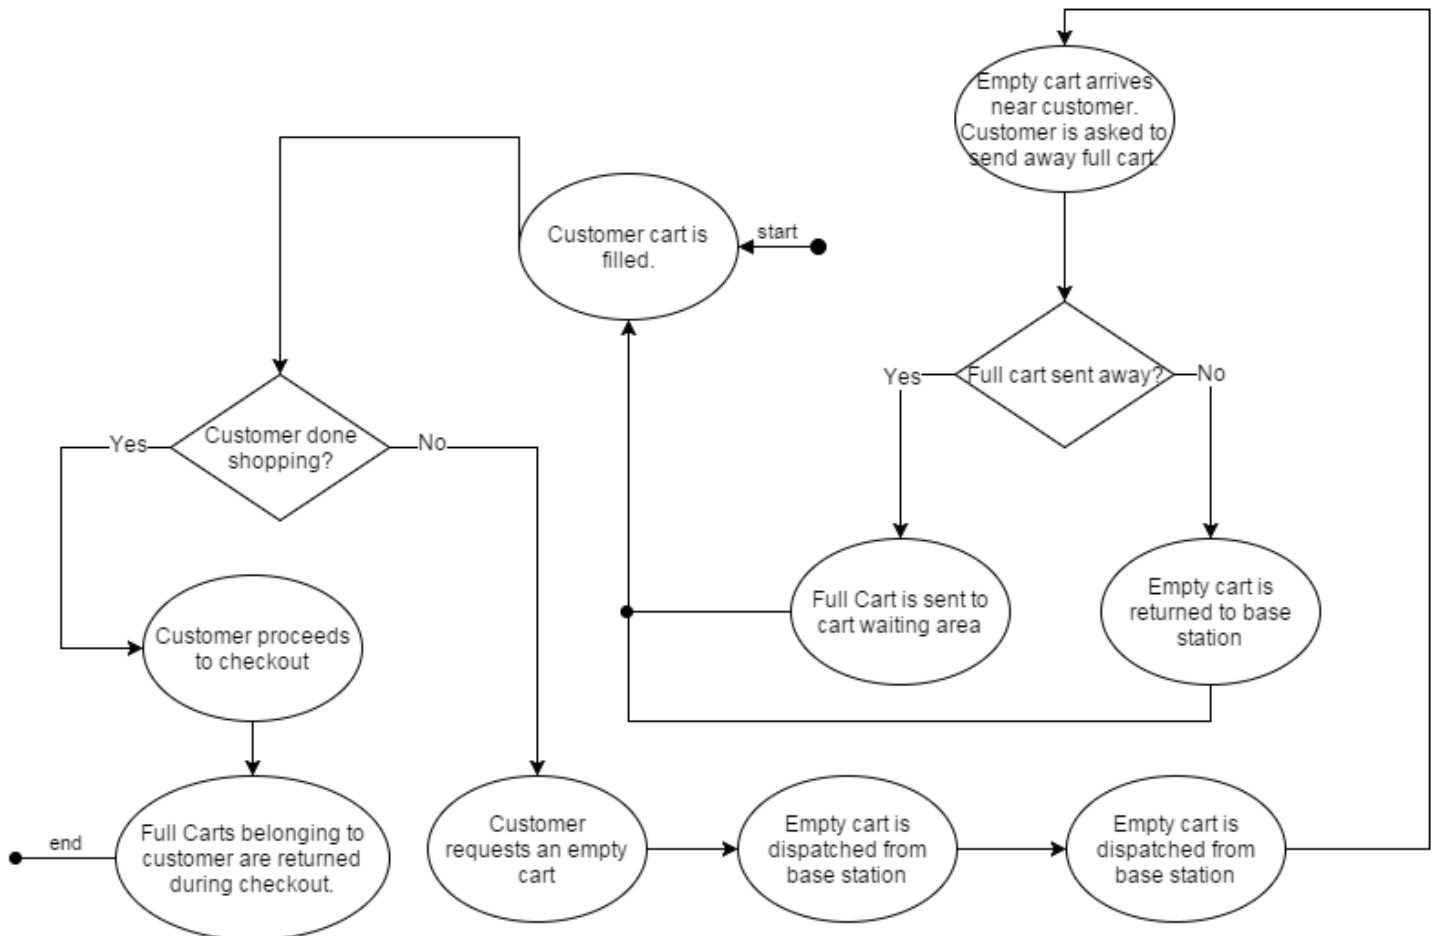 Empty cart arrives
near customer.
Customer is asked to
send away full cart.
Customer cart is
filled.
start
Full cart sent away?
Yes
No
Customer done
shopping?
Yes
No
Full Cart is sent to
cart waiting area
Empty cart is
returned to base
station
Customer proceeds
to checkout
Full Carts belonging to
customer are returned
during checkout.
end
Customer
requests an empty
cart
Empty cart is
dispatched from
base station
Empty cart is
dispatched from
base station